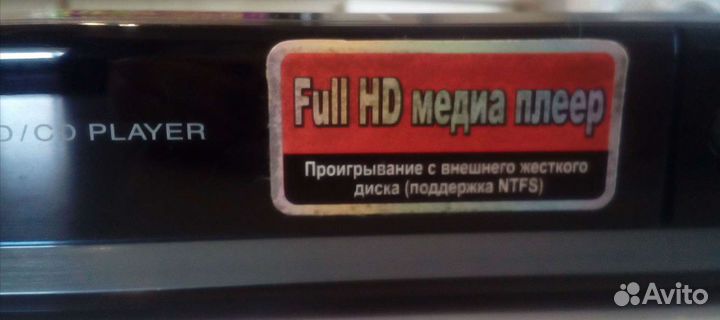 Full HD медиа плеер
Проигрывание с внешнего жесткого
диска (поддержка NTFS)
D/CD PLAYER
Avito